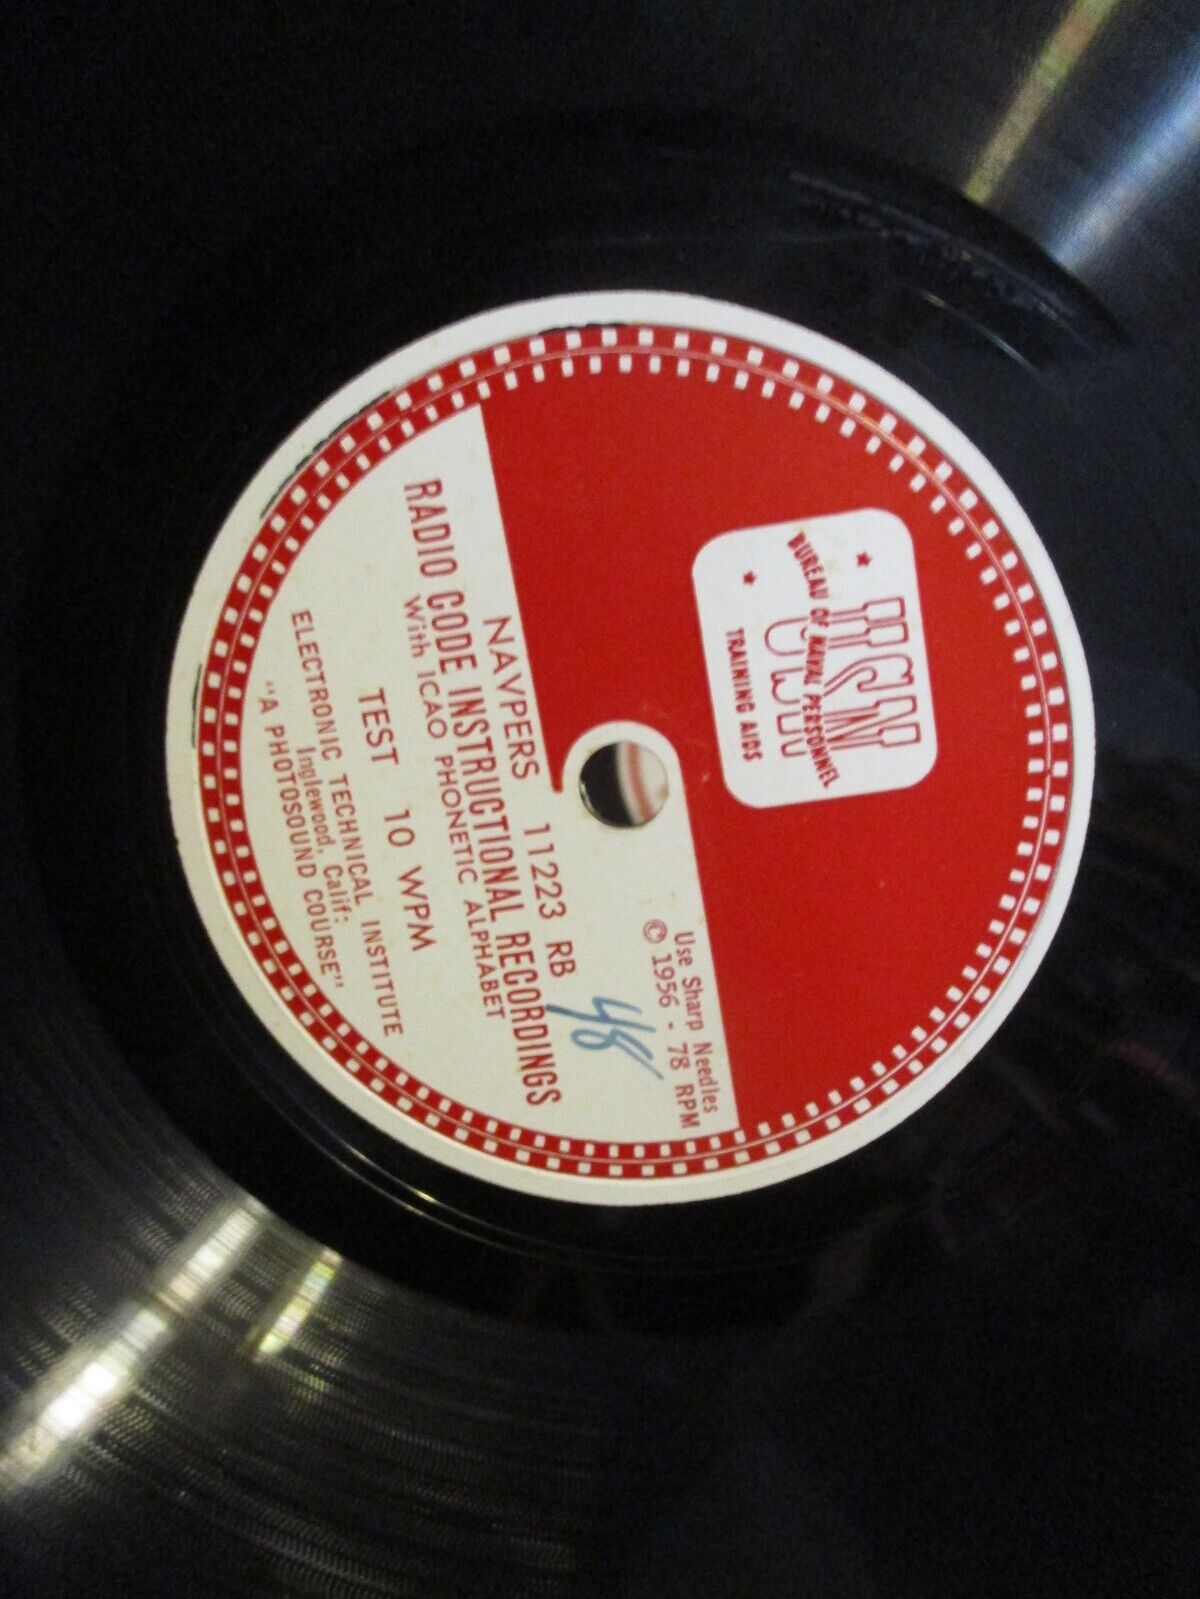 USN
BUREAU OF NAVAL PERSONNEL
TRAINING AIDS
Use Sharp Needles
© 1956 - 78 RPM
48
NAVPERS 11223 RB
RADIO CODE INSTRUCTIONAL RECORDINGS
With ICAO PHONETIC ALPHABET
TEST 10 WPM
ELECTRONIC TECHNICAL INSTITUTE
Inglewood, Calif:
"A PHOTOSOUND COURSE"